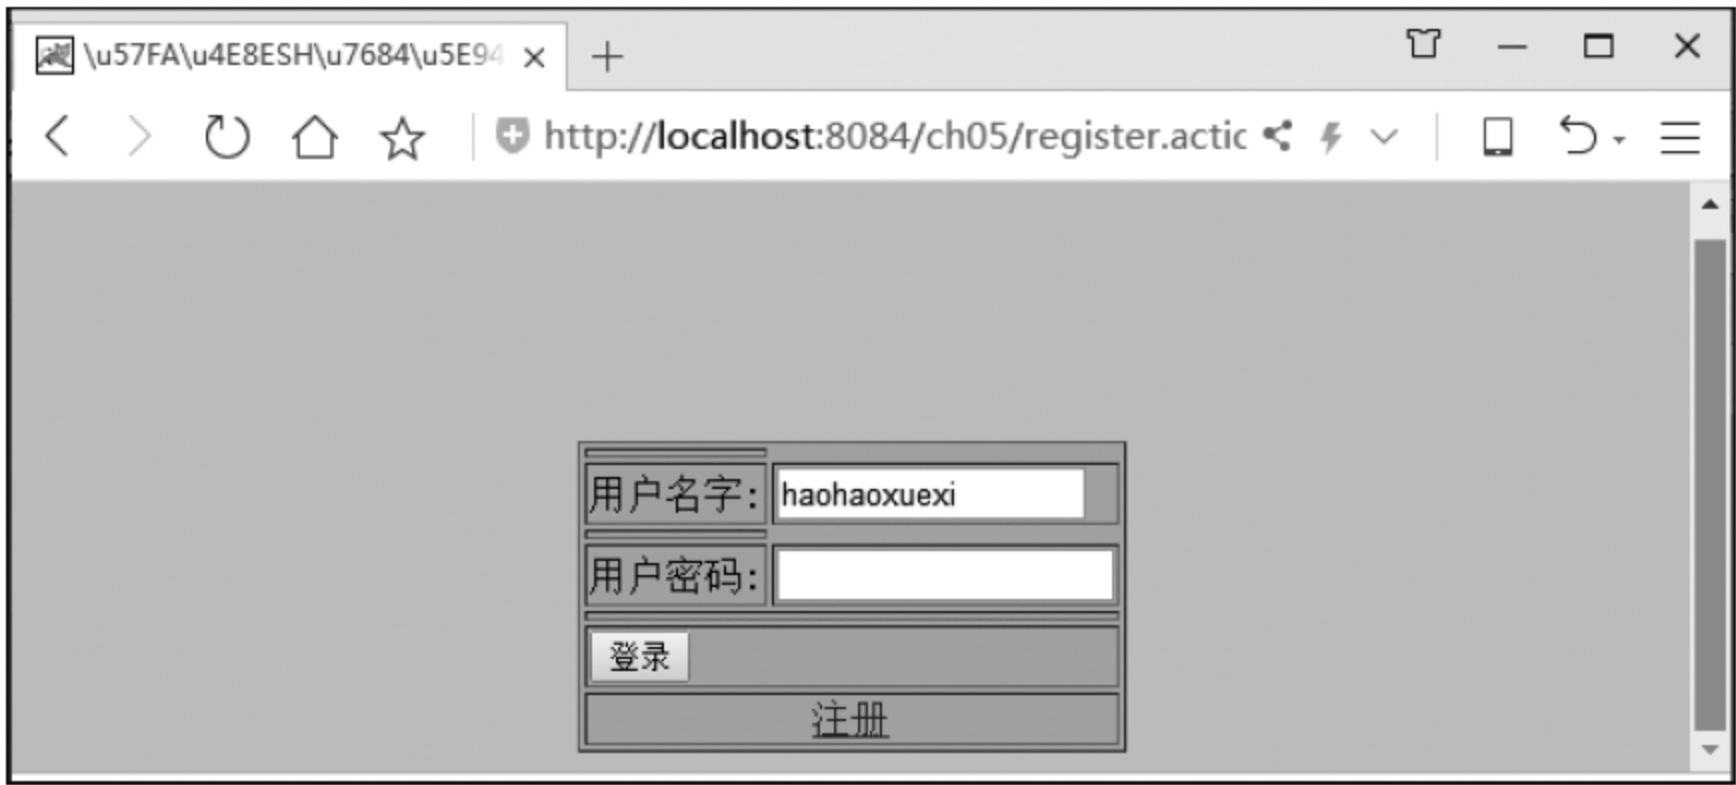 \u57FA\u4E8ESH\u7684\u5E94
http://localhost:8084/ch05/register.actic
用户名字:
haohaoxuexi
用户密码:
登录
注册